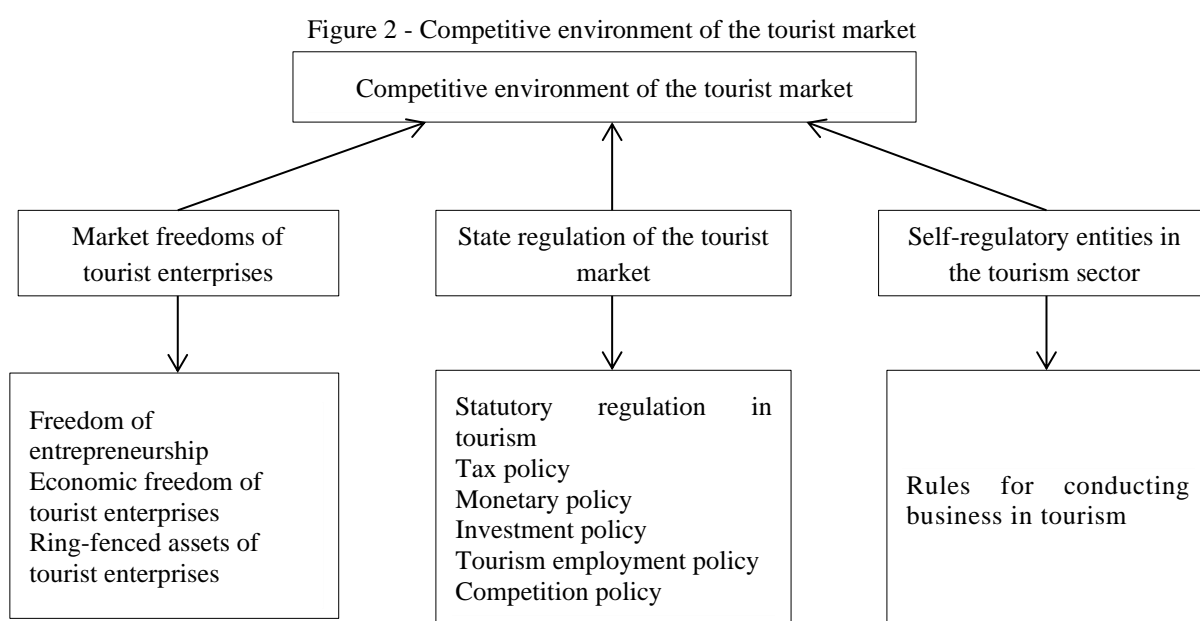 Figure 2 - Competitive environment of the tourist market
Competitive environment of the tourist market
Market freedoms of
tourist enterprises
State regulation of the tourist
market
Self-regulatory entities in
the tourism sector
Freedom of
entrepreneurship
Economic freedom of
tourist enterprises
Ring-fenced assets of
tourist enterprises
Statutory regulation in
tourism
Tax policy
Monetary policy
Investment policy
Tourism employment policy
Competition policy
Rules for conducting
business in tourism